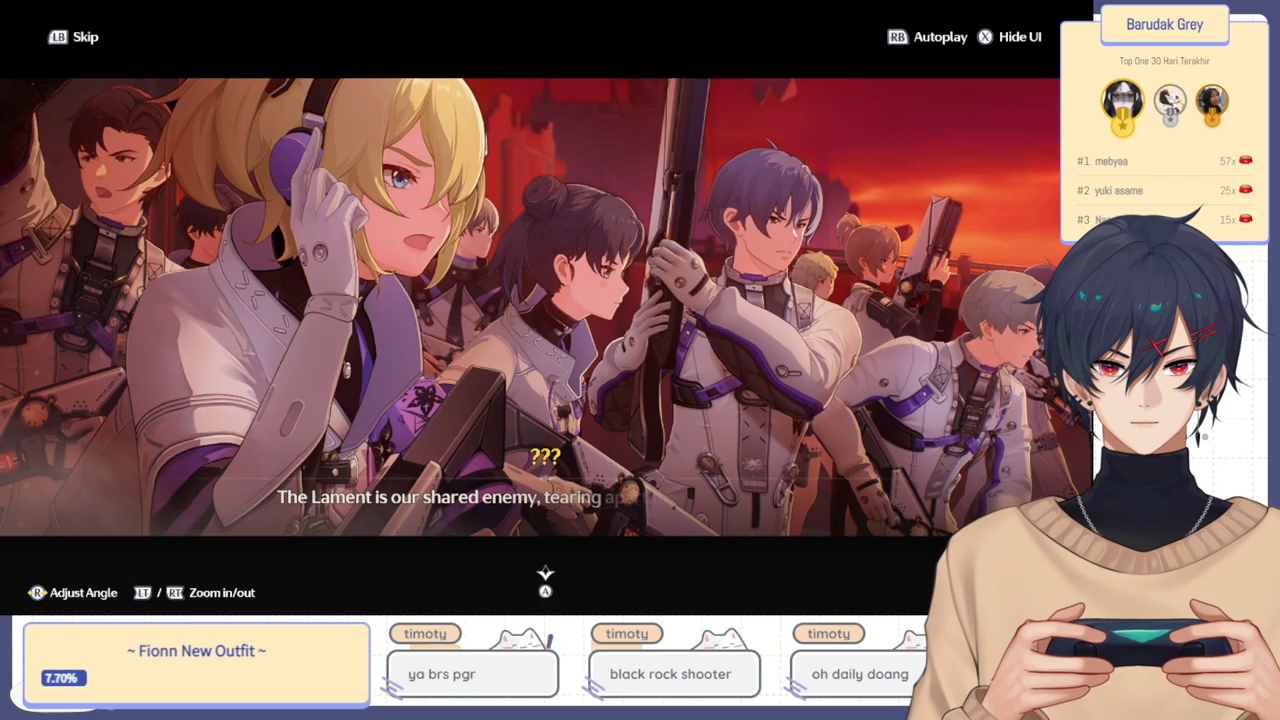 LB Skip
RB Autoplay X Hide UI
Barudak Grey
Top One 30 Hari Terakhir
#1 mebyaa 57x
#2 yuki asame 25x
#3 15x
???
The Lament is our shared enemy, tearing
A
R Adjust Angle LT / RT Zoom in/out
~ Fionn New Outfit ~
7.70%
timoty
ya brs pgr
timoty
black rock shooter
timoty
oh daily doang